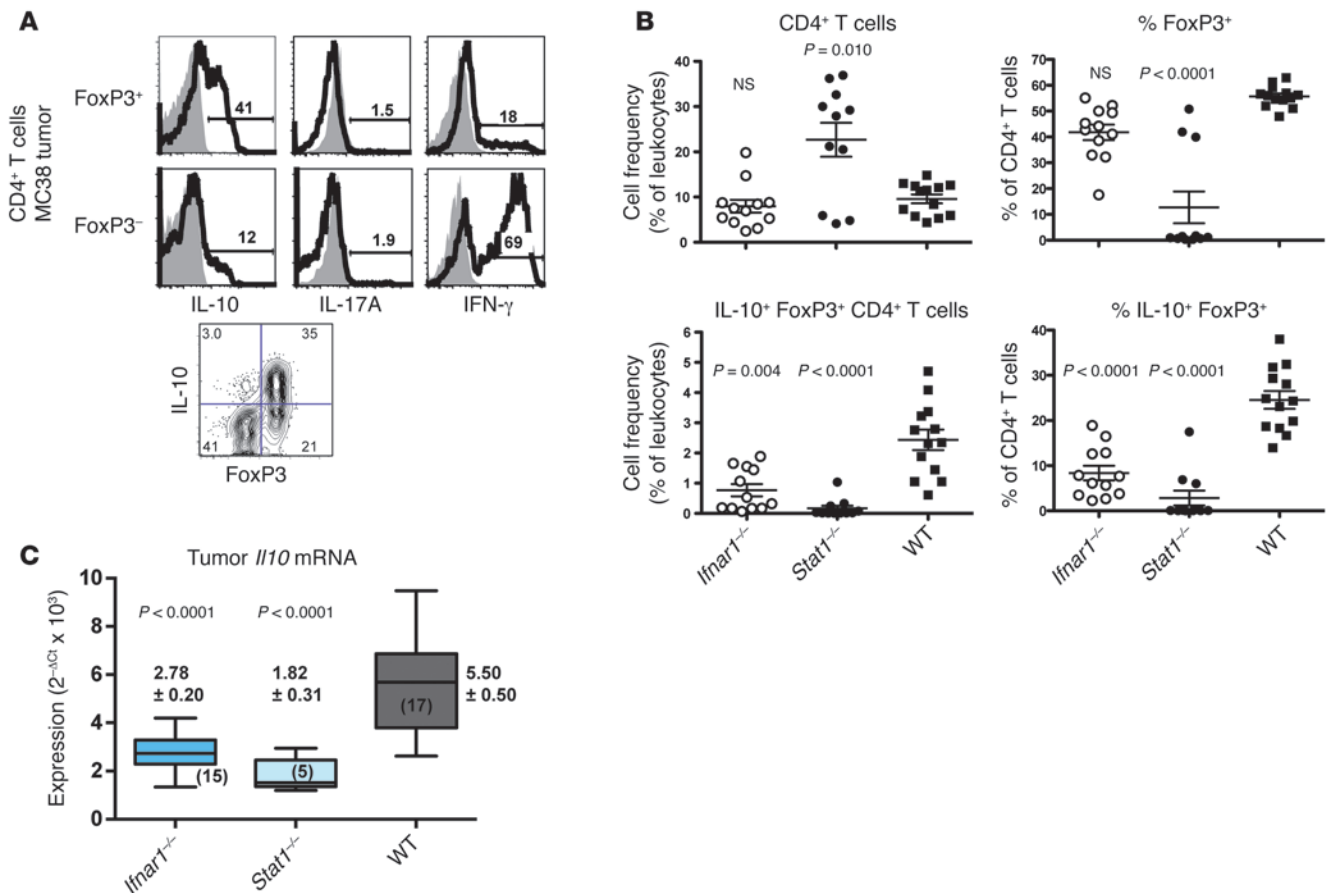 A
CD4⁺ T cells
MC38 tumor
FoxP3⁺
41
1.5
18
FoxP3⁻
12
1.9
69
IL-10
IL-17A
IFN-γ
3.0
35
IL-10
41
21
FoxP3
B
CD4⁺ T cells
P = 0.010
NS
Cell frequency
(% of leukocytes)
40
30
20
10
0
% FoxP3⁺
NS
P < 0.0001
% of CD4⁺ T cells
70
60
50
40
30
20
10
0
IL-10⁺ FoxP3⁺ CD4⁺ T cells
P = 0.004
P < 0.0001
Cell frequency
(% of leukocytes)
6
5
4
3
2
1
0
Ifnar1⁻/⁻
Stat1⁻/⁻
WT
% IL-10⁺ FoxP3⁺
P < 0.0001
P < 0.0001
% of CD4⁺ T cells
40
30
20
10
0
Ifnar1⁻/⁻
Stat1⁻/⁻
WT
C
Tumor Il10 mRNA
Expression (2⁻ΔCt x 10³)
10
8
6
4
2
0
P < 0.0001
P < 0.0001
2.78
± 0.20
1.82
± 0.31
5.50
± 0.50
(15)
(5)
(17)
Ifnar1⁻/⁻
Stat1⁻/⁻
WT